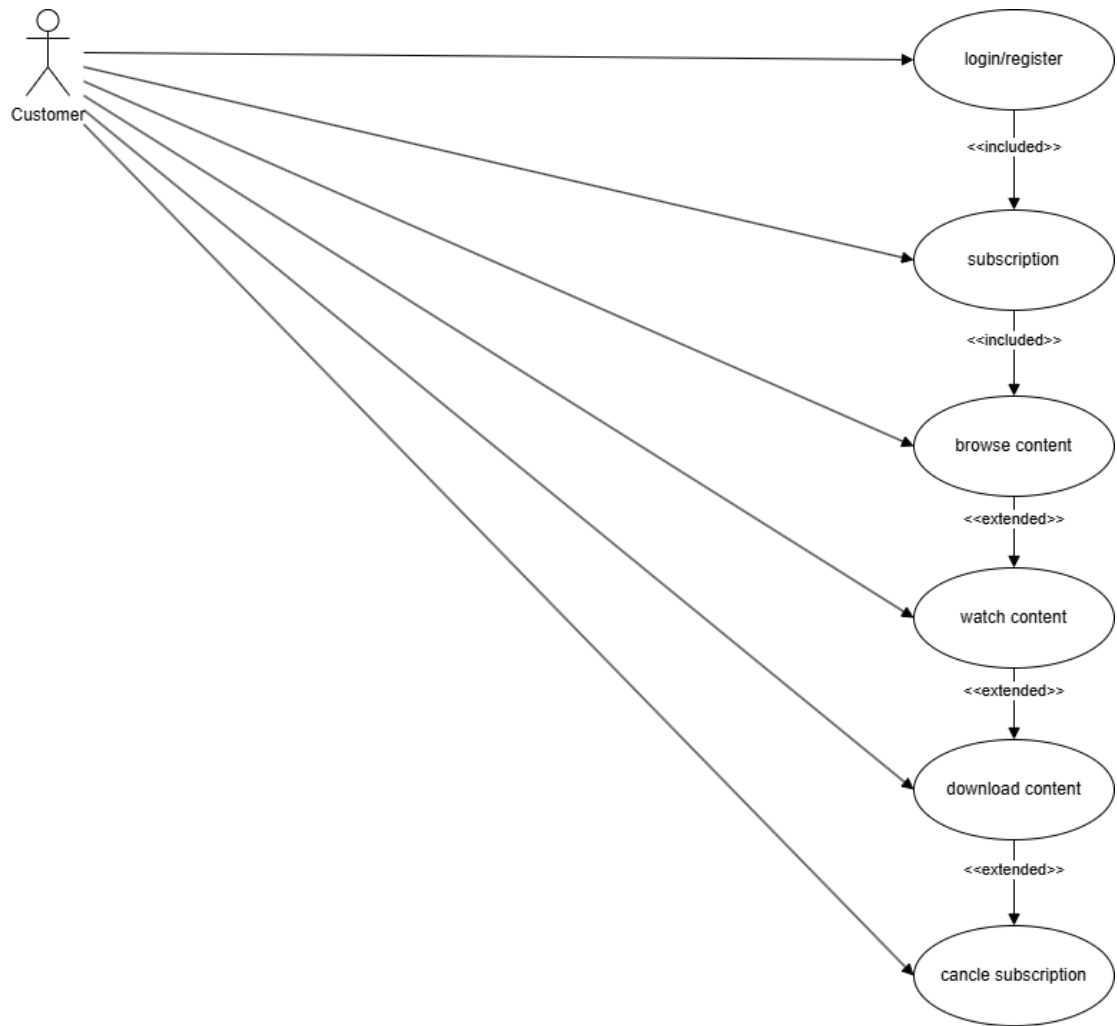 login/register
Customer
<<included>>
subscription
<<included>>
browse content
<<extended>>
watch content
<<extended>>
download content
<<extended>>
cancle subscription